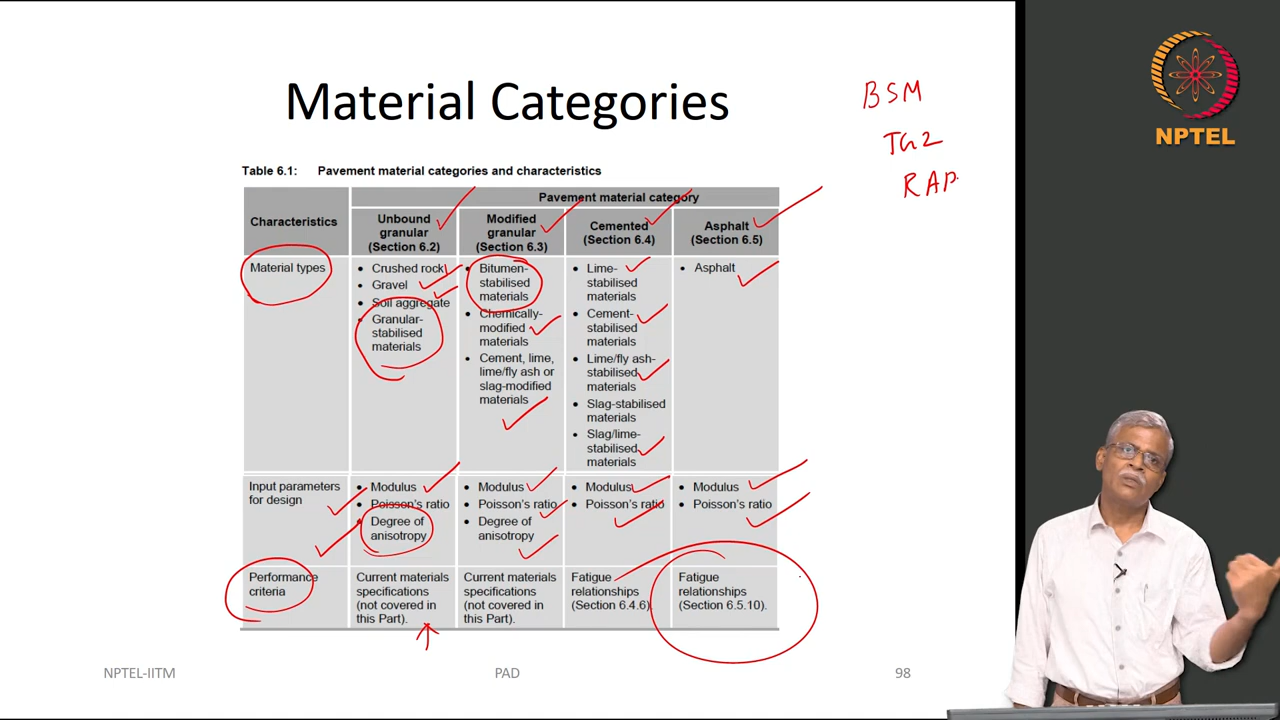 Material Categories
BSM
TG2
RAP
NPTEL
Table 6.1: Pavement material categories and characteristics
Characteristics
Pavement material category
Unbound
granular
(Section 6.2)
Modified
granular
(Section 6.3)
Cemented
(Section 6.4)
Asphalt
(Section 6.5)
Material types
• Crushed rock
• Gravel
• Soil aggregate
• Granular-
stabilised
materials
• Bitumen-
stabilised
materials
• Chemically-
modified
materials
• Cement, lime,
lime/fly ash or
slag-modified
materials
• Lime-
stabilised
materials
• Cement-
stabilised
materials
• Lime/fly ash-
stabilised
materials
• Slag-stabilised
materials
• Slag/lime-
stabilised
materials
• Asphalt
Input parameters
for design
• Modulus
• Poisson's ratio
• Degree of
anisotropy
• Modulus
• Poisson's ratio
• Degree of
anisotropy
• Modulus
• Poisson's ratio
• Modulus
• Poisson's ratio
Performance
criteria
Current materials
specifications
(not covered in
this Part).
Current materials
specifications
(not covered in
this Part).
Fatigue
relationships
(Section 6.4.6)
Fatigue
relationships
(Section 6.5.10).
NPTEL-IITM
PAD
98